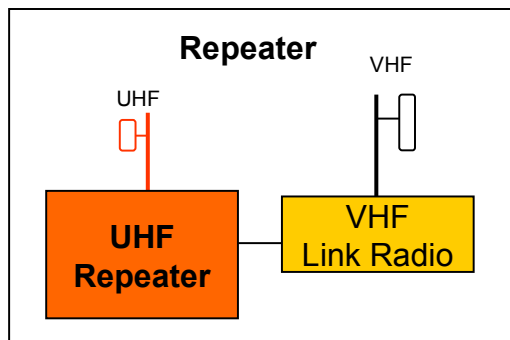 Repeater
VHF
UHF
UHF
Repeater
VHF
Link Radio